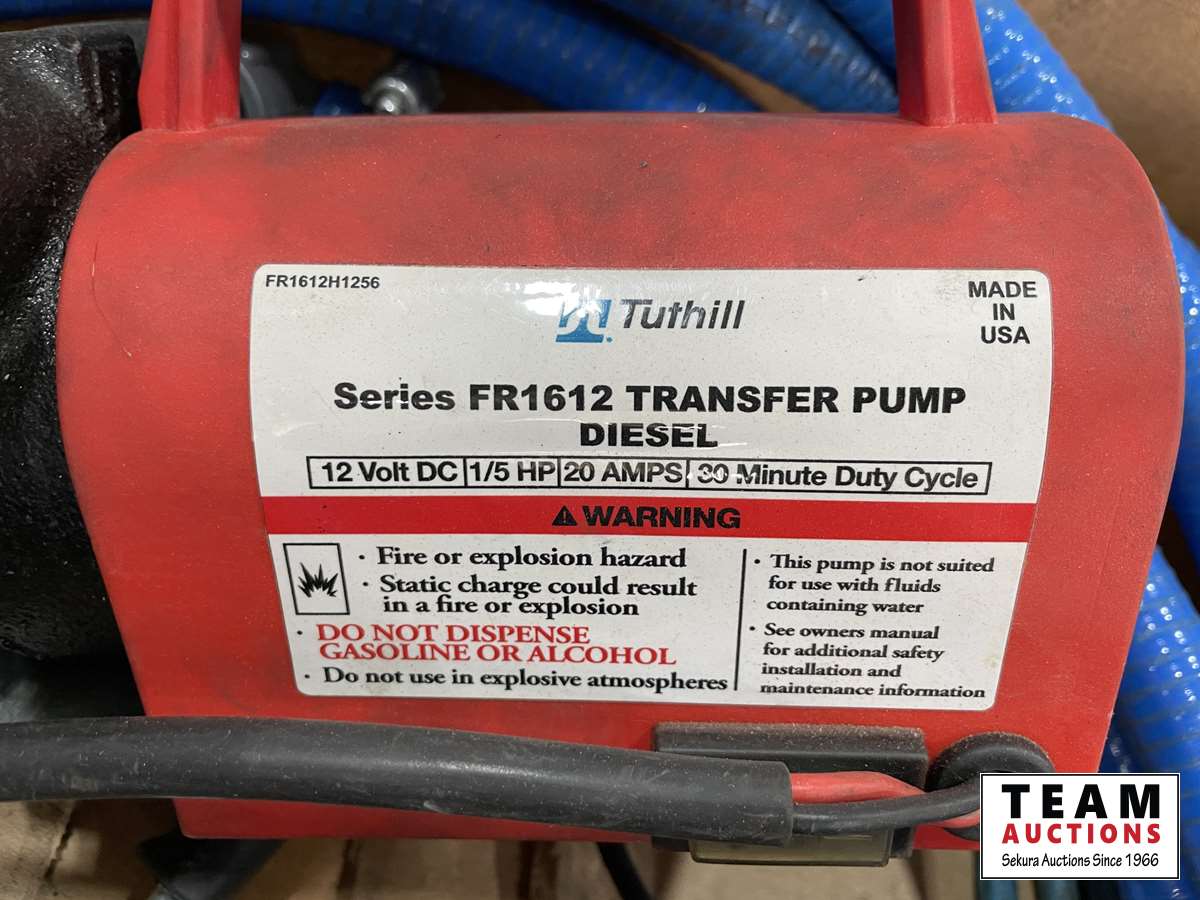 FR1612H1256
Tuthill
MADE
IN
USA
Series FR1612 TRANSFER PUMP
DIESEL
12 Volt DC 1/5 HP 20 AMPS 30 Minute Duty Cycle
WARNING
· Fire or explosion hazard
· Static charge could result
in a fire or explosion
· DO NOT DISPENSE
GASOLINE OR ALCOHOL
· Do not use in explosive atmospheres
· This pump is not suited
for use with fluids
containing water
· See owners manual
for additional safety
installation and
maintenance information
TEAM
AUCTIONS
Sekura Auctions Since 1966